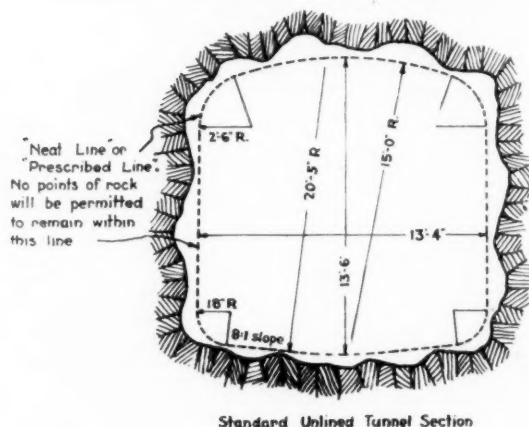 "Neat Line" or
"Prescribed Line".
No points of rock
will be permitted
to remain within
this line
2'-6" R.
20'-3" R
15'-0" R.
13'-4"
13'-6"
18" R
8:1 slope
Standard Unlined Tunnel Section